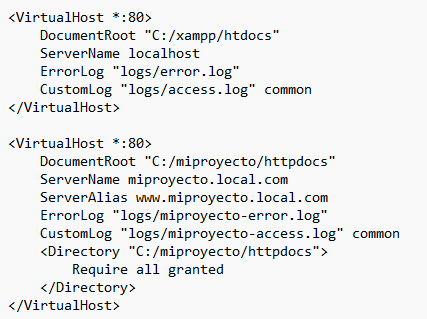 <VirtualHost *:80>
    DocumentRoot "C:/xampp/htdocs"
    ServerName localhost
    ErrorLog "logs/error.log"
    CustomLog "logs/access.log" common
</VirtualHost>

<VirtualHost *:80>
    DocumentRoot "C:/miproyecto/httpdocs"
    ServerName miproyecto.local.com
    ServerAlias www.miproyecto.local.com
    ErrorLog "logs/miproyecto-error.log"
    CustomLog "logs/miproyecto-access.log" common
    <Directory "C:/miproyecto/httpdocs">
        Require all granted
    </Directory>
</VirtualHost>